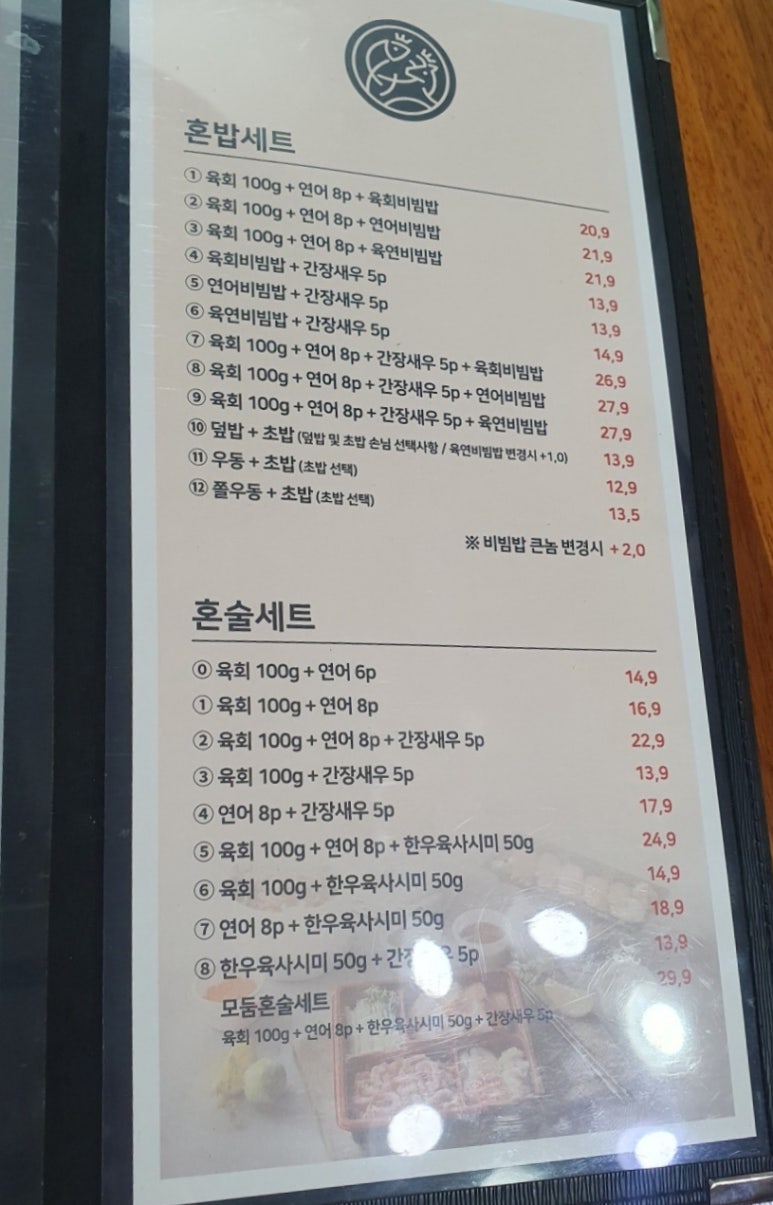 혼밥세트
① 육회 100g + 연어 8p + 육회비빔밥 20,9
② 육회 100g + 연어 8p + 연어비빔밥 21,9
③ 육회 100g + 연어 8p + 육연비빔밥 21,9
④ 육회비빔밥 + 간장새우 5p 13,9
⑤ 연어비빔밥 + 간장새우 5p 13,9
⑥ 육연비빔밥 + 간장새우 5p 14,9
⑦ 육회 100g + 연어 8p + 간장새우 5p + 육회비빔밥 26,9
⑧ 육회 100g + 연어 8p + 간장새우 5p + 연어비빔밥 27,9
⑨ 육회 100g + 연어 8p + 간장새우 5p + 육연비빔밥 27,9
⑩ 덮밥 + 초밥 (덮밥 및 초밥 손님 선택사항 / 육연비빔밥 변경시 +1,0) 13,9
⑪ 우동 + 초밥 (초밥 선택) 12,9
⑫ 쫄우동 + 초밥 (초밥 선택) 13,5
※ 비빔밥 큰놈 변경시 + 2,0
혼술세트
⓪ 육회 100g + 연어 6p 14,9
① 육회 100g + 연어 8p 16,9
② 육회 100g + 연어 8p + 간장새우 5p 22,9
③ 육회 100g + 간장새우 5p 13,9
④ 연어 8p + 간장새우 5p 17,9
⑤ 육회 100g + 연어 8p + 한우육사시미 50g 24,9
⑥ 육회 100g + 한우육사시미 50g 14,9
⑦ 연어 8p + 한우육사시미 50g 18,9
⑧ 한우육사시미 50g + 간장새우 5p 13,9
모둠혼술세트 29,9
육회 100g + 연어 8p + 한우육사시미 50g + 간장새우 5p